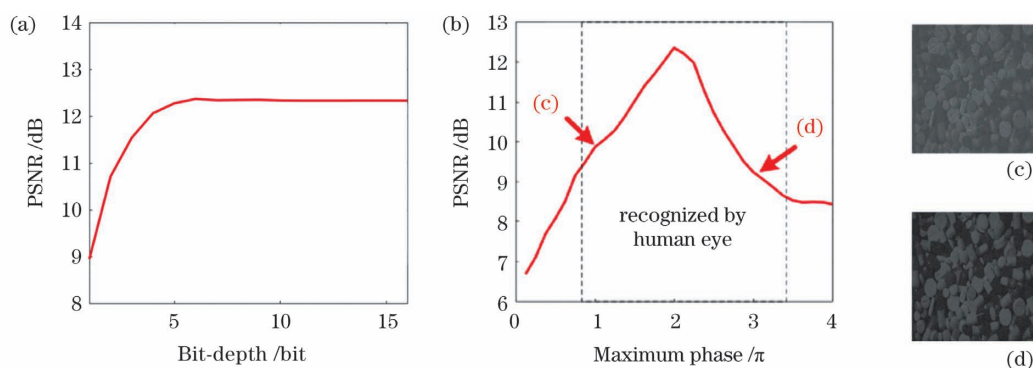 (a)
PSNR /dB
14
13
12
11
10
9
8
5
10
15
Bit-depth /bit
(b)
PSNR /dB
13
12
11
10
9
8
7
6
(c)
(d)
recognized by
human eye
0
1
2
3
4
Maximum phase /π
(c)
(d)